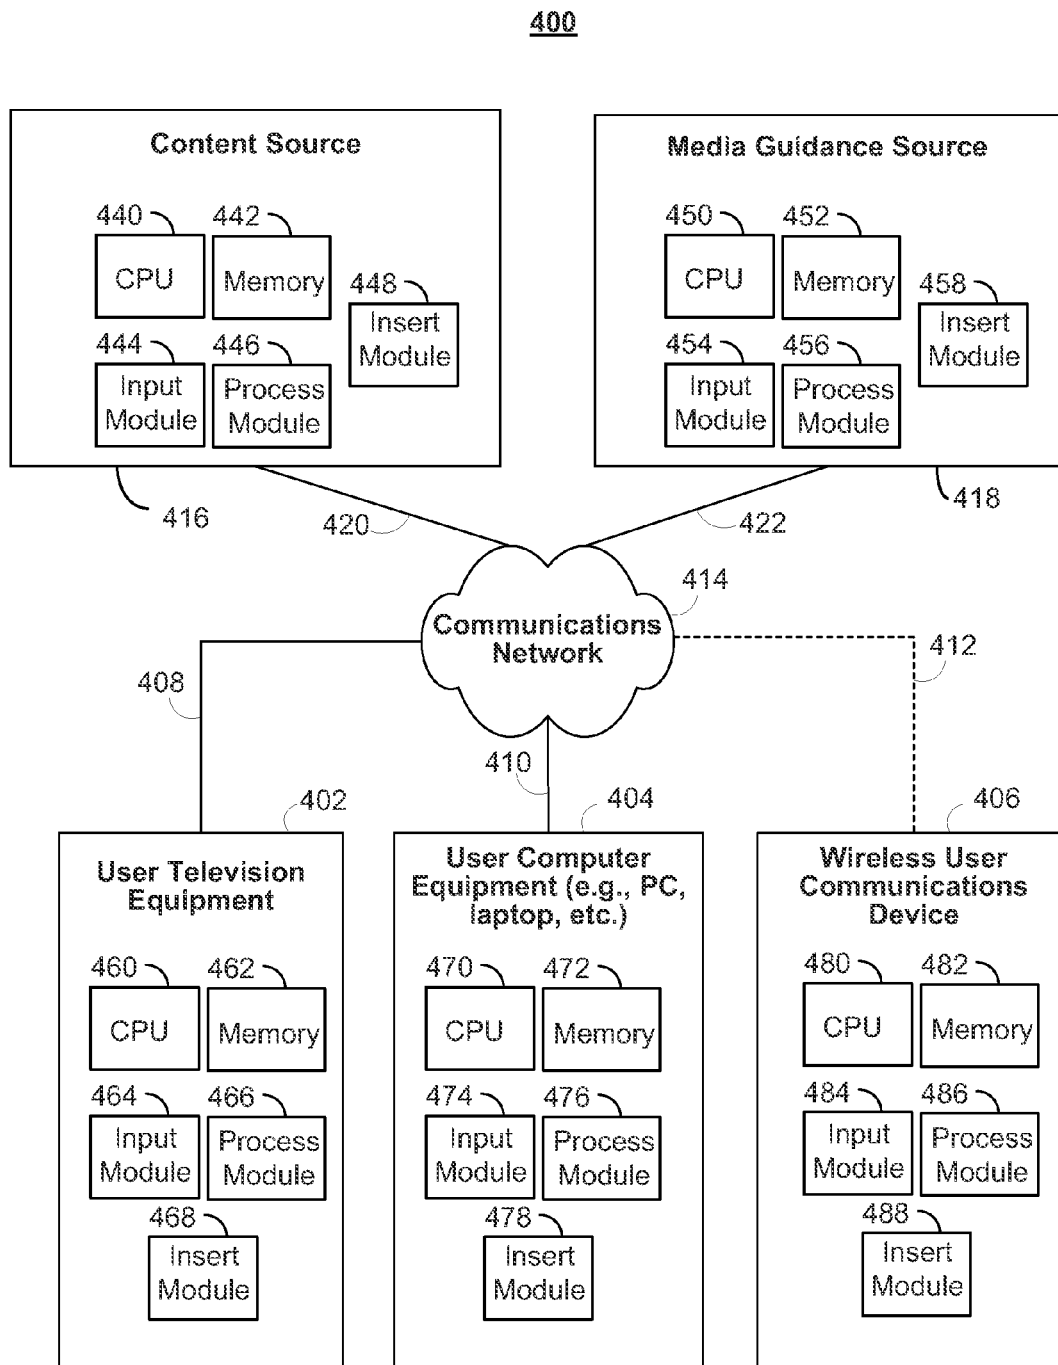 400
Content Source
440
442
CPU
Memory
448
Insert
Module
444
446
Input
Module
Process
Module
416
Media Guidance Source
450
452
CPU
Memory
458
Insert
Module
454
456
Input
Module
Process
Module
418
420
422
414
Communications
Network
408
410
412
402
User Television
Equipment
460
462
CPU
Memory
464
466
Input
Module
Process
Module
468
Insert
Module
404
User Computer
Equipment (e.g., PC,
laptop, etc.)
470
472
CPU
Memory
474
476
Input
Module
Process
Module
478
Insert
Module
406
Wireless User
Communications
Device
480
482
CPU
Memory
484
486
Input
Module
Process
Module
488
Insert
Module